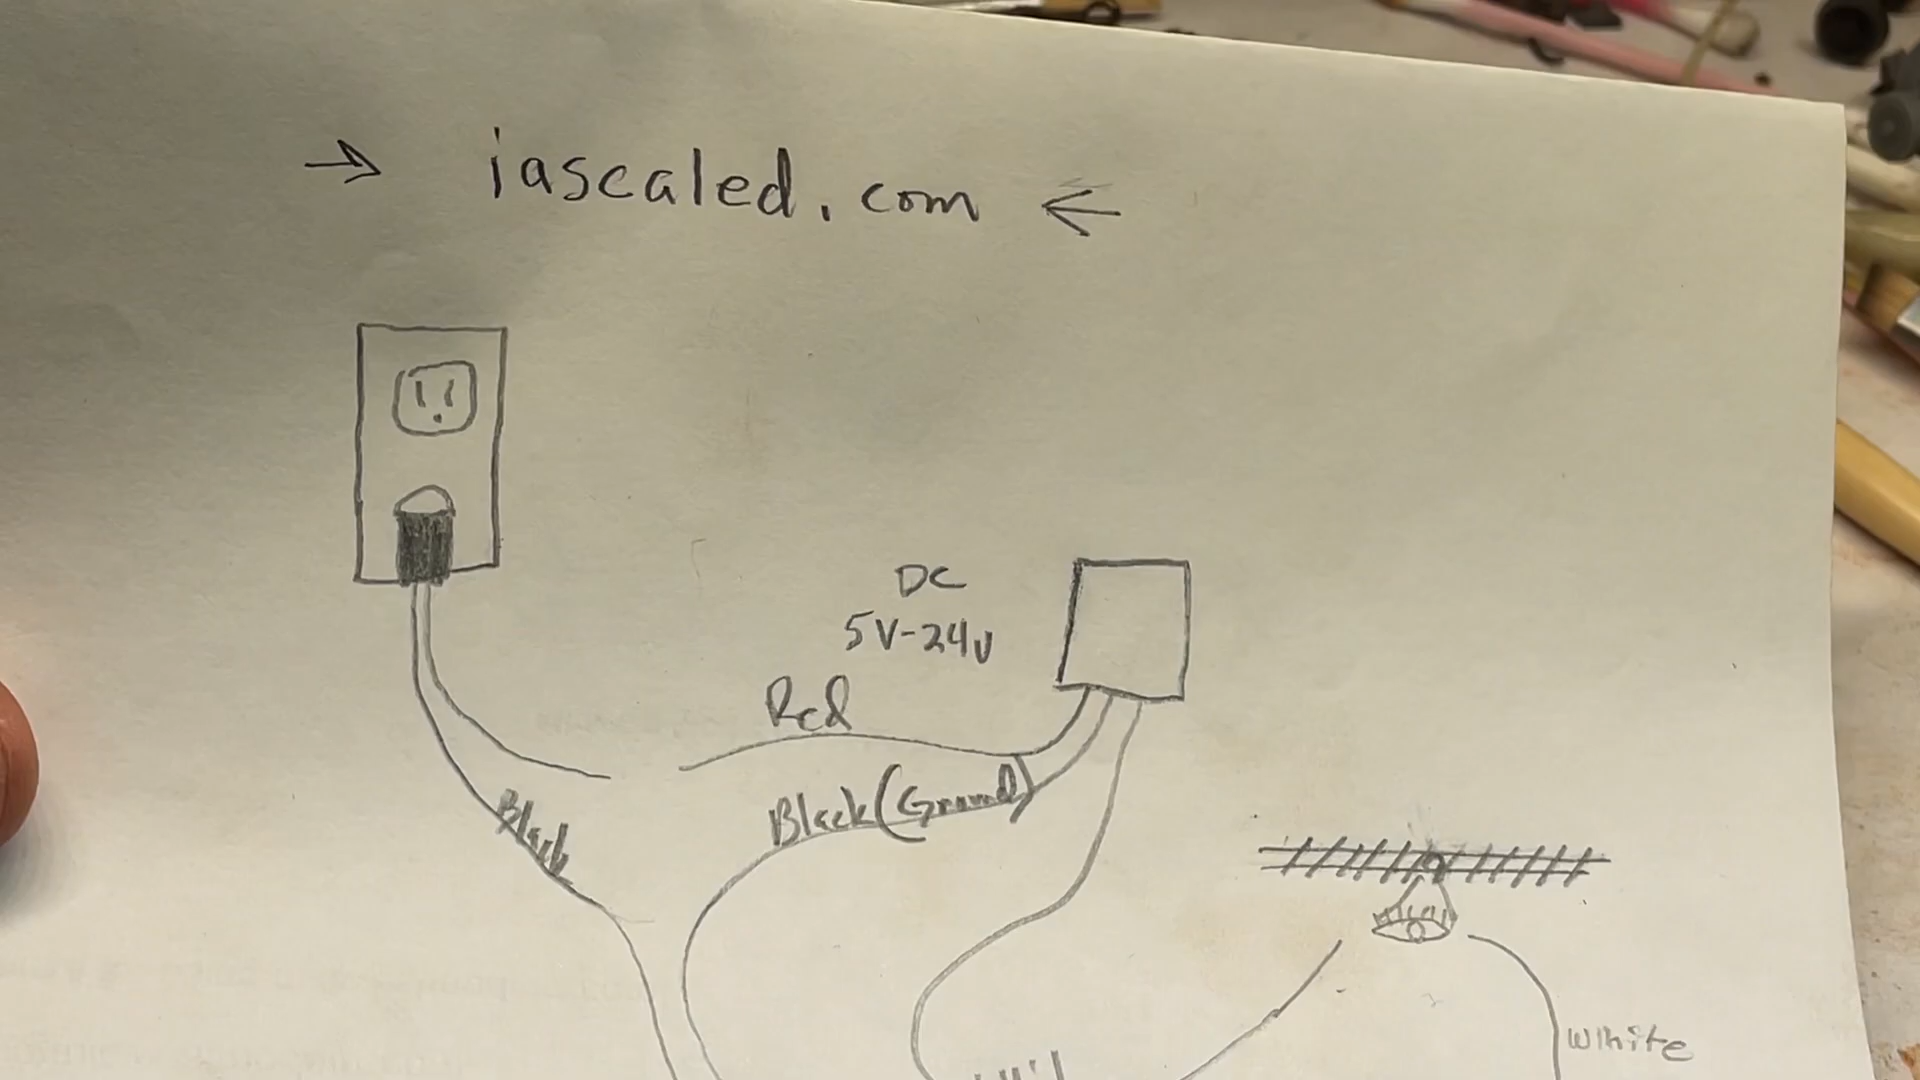 → iascaled.com ←
DC
5V-24V
Red
Black (Ground)
Black
White